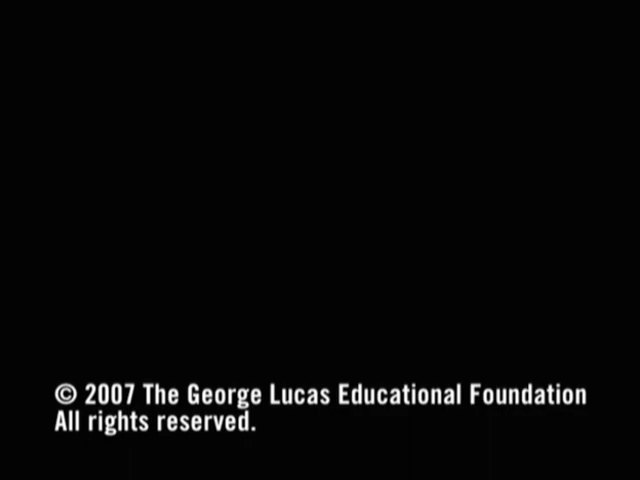 © 2007 The George Lucas Educational Foundation
All rights reserved.